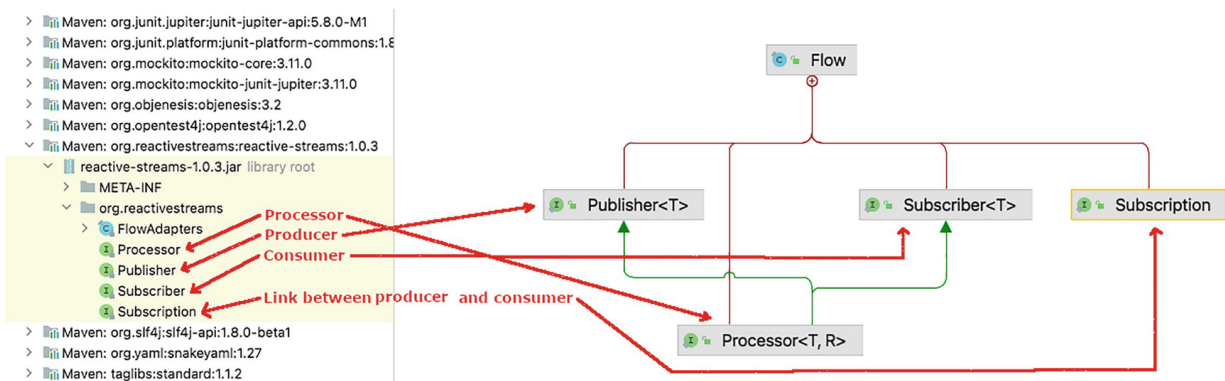 Maven: org.junit.jupiter:junit-jupiter-api:5.8.0-M1
Maven: org.junit.platform:junit-platform-commons:1.8
Maven: org.mockito:mockito-core:3.11.0
Maven: org.mockito:mockito-junit-jupiter:3.11.0
Maven: org.objenesis:objenesis:3.2
Maven: org.opentest4j:opentest4j:1.2.0
Maven: org.reactivestreams:reactive-streams:1.0.3
reactive-streams-1.0.3.jar library root
META-INF
org.reactivestreams
FlowAdapters
Processor
Publisher
Subscriber
Subscription
Maven: org.slf4j:slf4j-api:1.8.0-beta1
Maven: org.yaml:snakeyaml:1.27
Maven: taglibs:standard:1.1.2
Processor
Producer
Consumer
Link between producer and consumer
Flow
Publisher<T>
Subscriber<T>
Subscription
Processor<T, R>